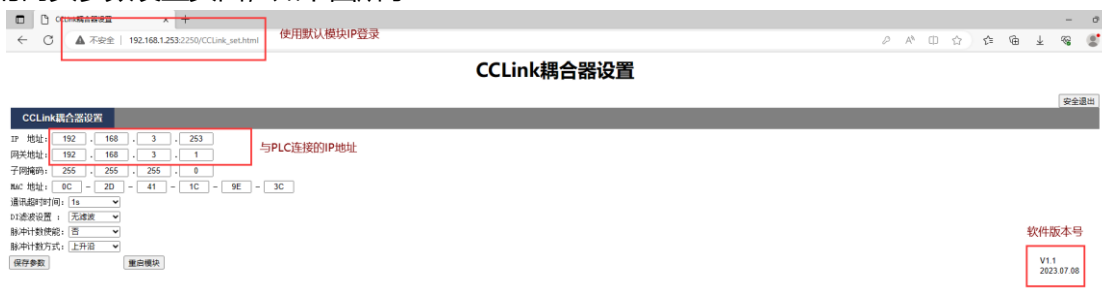 CCLink耦合器设置
不安全 | 192.168.1.253:2250/CCLink_set.html
使用默认模块IP登录
CCLink耦合器设置
安全退出
CCLink耦合器设置
IP 地址: 192 . 168 . 3 . 253
网关地址: 192 . 168 . 3 . 1
与PLC连接的IP地址
子网掩码: 255 . 255 . 255 . 0
MAC 地址: 0C - 2D - 41 - 1C - 9E - 3C
通讯超时时间: 1s
DI滤波设置 : 无滤波
脉冲计数使能: 否
脉冲计数方式: 上升沿
保存参数 重启模块
软件版本号
V1.1
2023.07.08